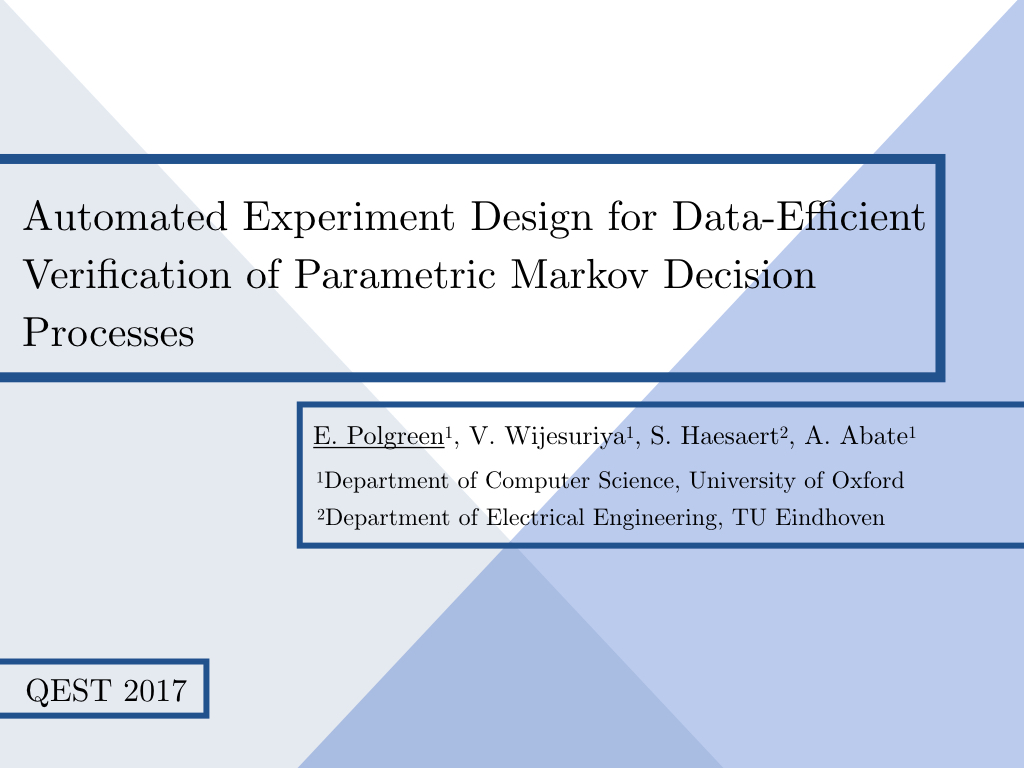 Automated Experiment Design for Data-Efficient
Verification of Parametric Markov Decision
Processes
E. Polgreen¹, V. Wijesuriya¹, S. Haesaert², A. Abate¹
¹Department of Computer Science, University of Oxford
²Department of Electrical Engineering, TU Eindhoven
QEST 2017